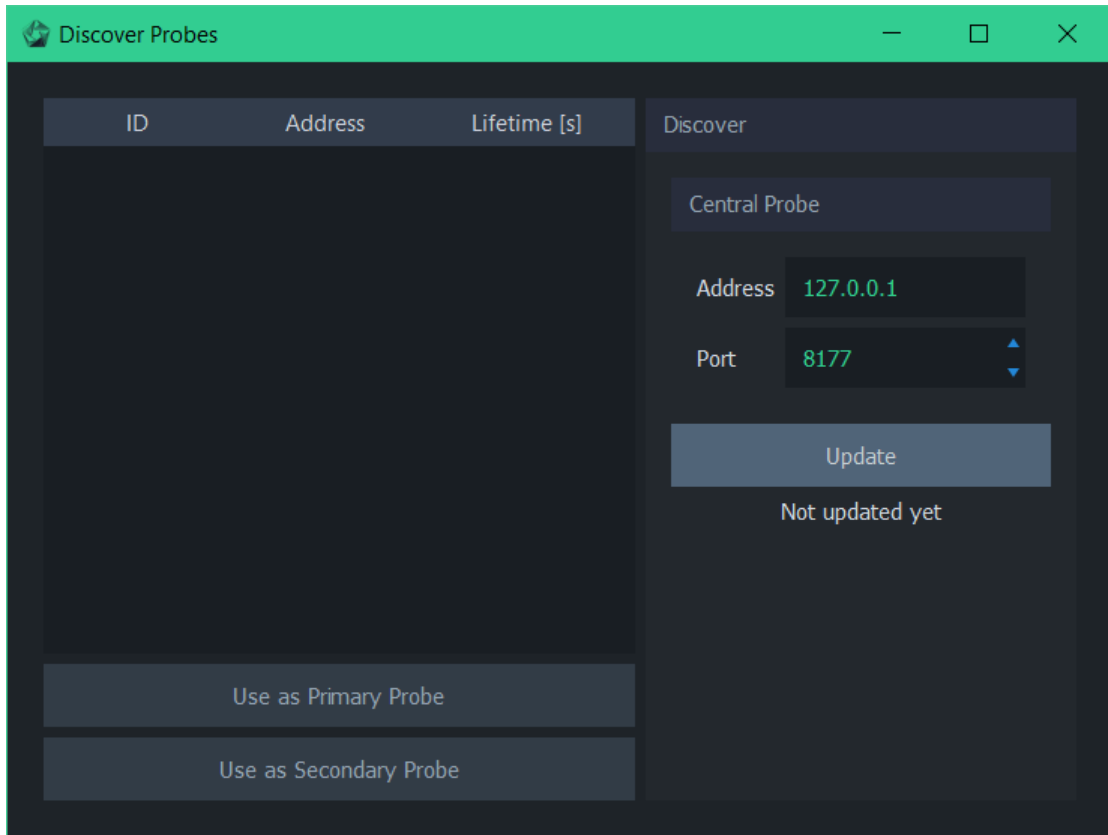 Discover Probes
ID Address Lifetime [s]
Discover
Central Probe
Address 127.0.0.1
Port 8177
Update
Not updated yet
Use as Primary Probe
Use as Secondary Probe